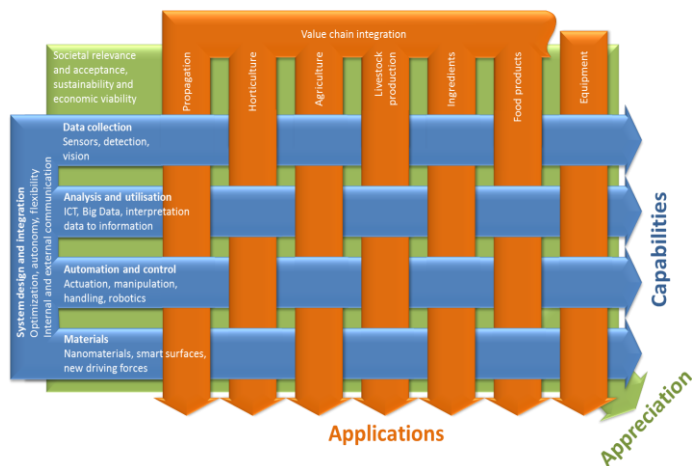 Value chain integration
Societal relevance
and acceptance,
sustainability and
economic viability
Propagation
Horticulture
Agriculture
Livestock
production
Ingredients
Food products
Equipment
System design and integration
Optimization, autonomy, flexibility
Internal and external communication
Data collection
Sensors, detection,
vision
Analysis and utilisation
ICT, Big Data, interpretation
data to information
Automation and control
Actuation, manipulation,
handling, robotics
Materials
Nanomaterials, smart surfaces,
new driving forces
Capabilities
Applications
Appreciation